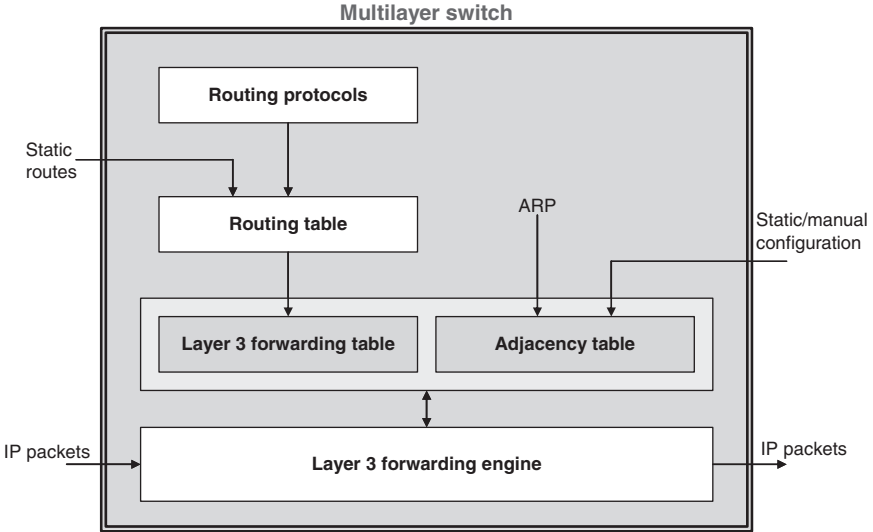 Multilayer switch
Routing protocols
Static
routes
Routing table
ARP
Static/manual
configuration
Layer 3 forwarding table
Adjacency table
IP packets
Layer 3 forwarding engine
IP packets